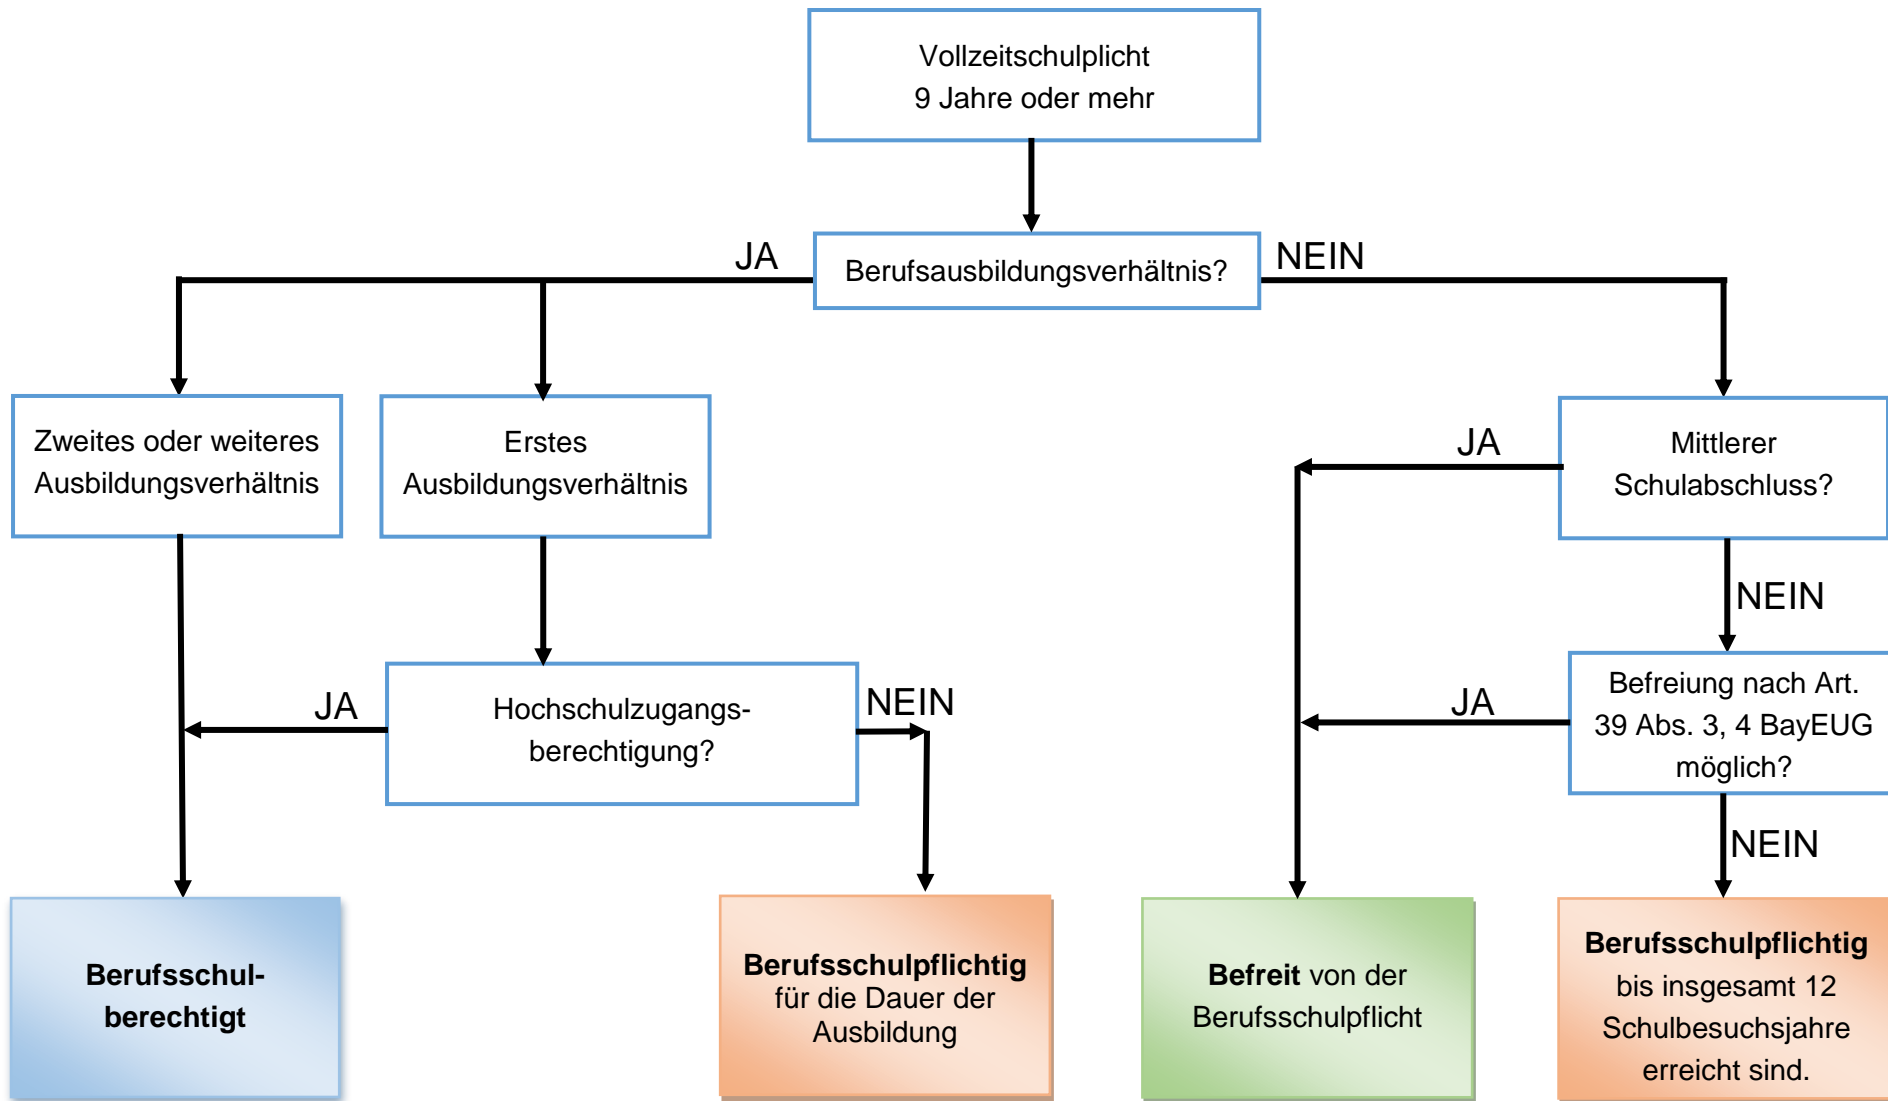 Vollzeitschulplicht
9 Jahre oder mehr
JA
Berufsausbildungsverhältnis?
NEIN
Zweites oder weiteres
Ausbildungsverhältnis
Erstes
Ausbildungsverhältnis
JA
Mittlerer
Schulabschluss?
NEIN
JA
Hochschulzugangs-
berechtigung?
NEIN
JA
Befreiung nach Art.
39 Abs. 3, 4 BayEUG
möglich?
NEIN
Berufsschul-
berechtigt
Berufsschulpflichtig
für die Dauer der
Ausbildung
Befreit von der
Berufsschulpflicht
Berufsschulpflichtig
bis insgesamt 12
Schulbesuchsjahre
erreicht sind.